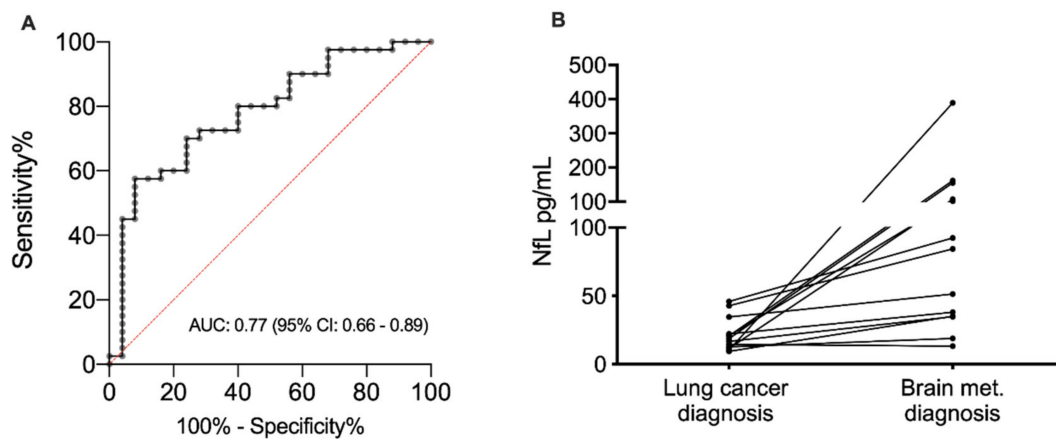 A
Sensitivity%
100
80
60
40
20
0
0 20 40 60 80 100
100% - Specificity%
AUC: 0.77 (95% CI: 0.66 - 0.89)
B
NfL pg/mL
500
400
300
200
100
100
50
0
Lung cancer
diagnosis
Brain met.
diagnosis